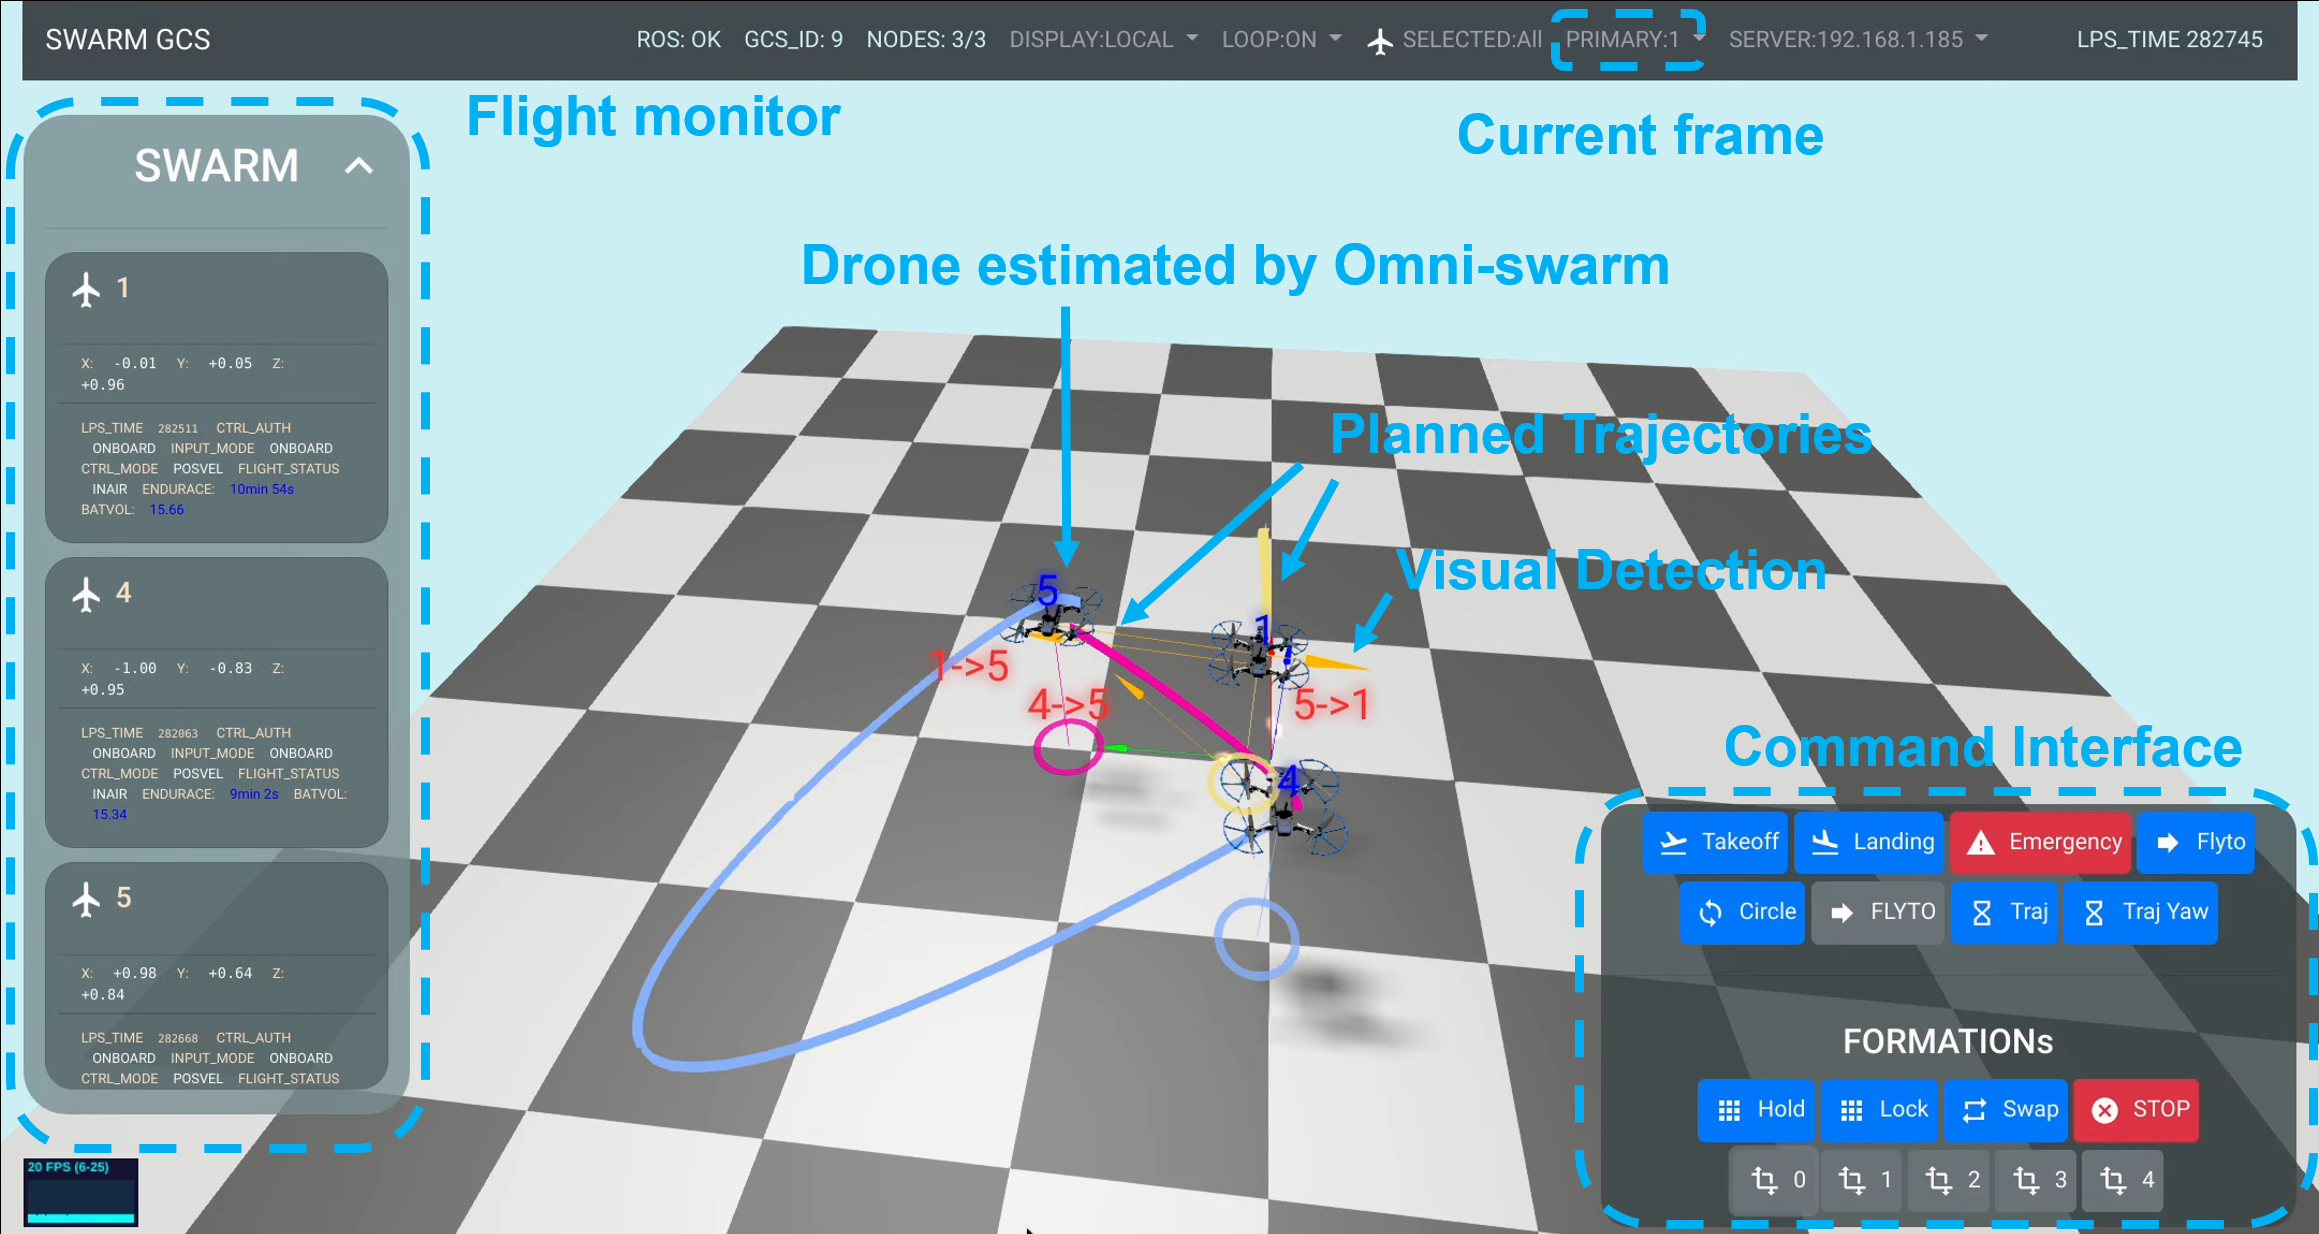 SWARM GCS
ROS: OK GCS_ID: 9 NODES: 3/3 DISPLAY:LOCAL LOOP:ON SELECTED:All PRIMARY:1 SERVER:192.168.1.185 LPS_TIME 282745
Flight monitor
Current frame
SWARM
1
X: -0.01 Y: +0.05 Z:
+0.96
LPS_TIME 282511 CTRL_AUTH
ONBOARD INPUT_MODE ONBOARD
CTRL_MODE POSVEL FLIGHT_STATUS
INAIR ENDURACE: 10min 54s
BATVOL: 15.66
4
X: -1.00 Y: -0.83 Z:
+0.95
LPS_TIME 282063 CTRL_AUTH
ONBOARD INPUT_MODE ONBOARD
CTRL_MODE POSVEL FLIGHT_STATUS
INAIR ENDURACE: 9min 2s BATVOL:
15.34
5
X: +0.98 Y: +0.64 Z:
+0.84
LPS_TIME 282668 CTRL_AUTH
ONBOARD INPUT_MODE ONBOARD
CTRL_MODE POSVEL FLIGHT_STATUS
20 FPS (6-25)
Drone estimated by Omni-swarm
Planned Trajectories
Visual Detection
5
1
1->5
4->5
5->1
4
Command Interface
Takeoff Landing Emergency Flyto
Circle FLYTO Traj Traj Yaw
FORMATIONs
Hold Lock Swap STOP
0 1 2 3 4